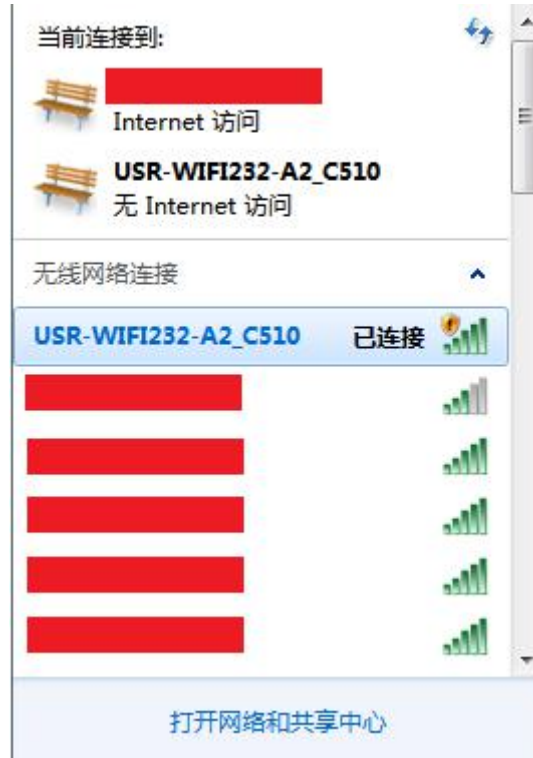 当前连接到:
Internet 访问
USR-WIFI232-A2_C510
无 Internet 访问
无线网络连接
USR-WIFI232-A2_C510 已连接
打开网络和共享中心